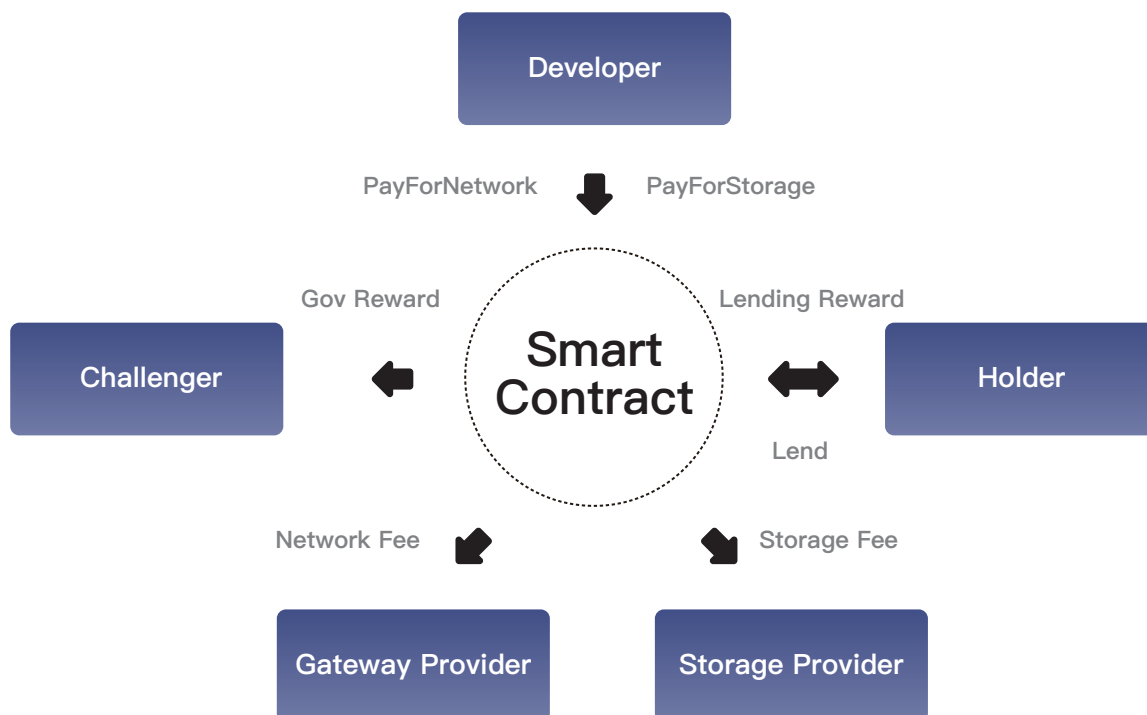 Developer
PayForNetwork
PayForStorage
Gov Reward
Lending Reward
Challenger
Smart
Contract
Holder
Lend
Network Fee
Storage Fee
Gateway Provider
Storage Provider